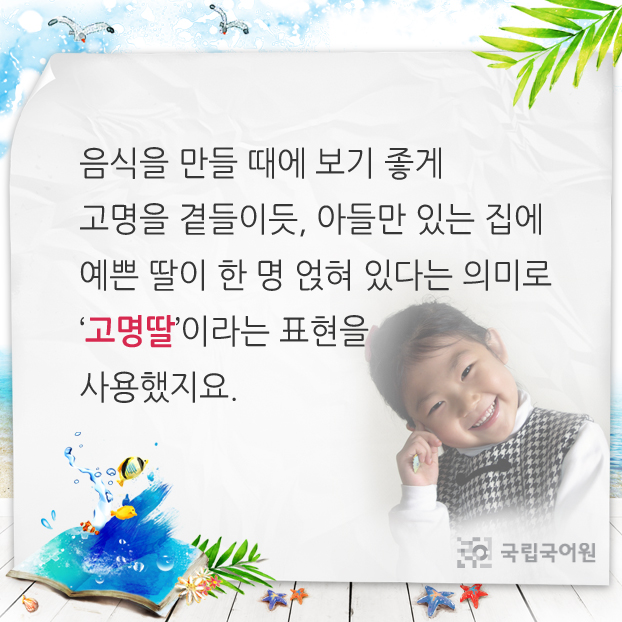 음식을 만들 때에 보기 좋게
고명을 곁들이듯, 아들만 있는 집에
예쁜 딸이 한 명 얹혀 있다는 의미로
‘고명딸’이라는 표현을
사용했지요.
국립국어원